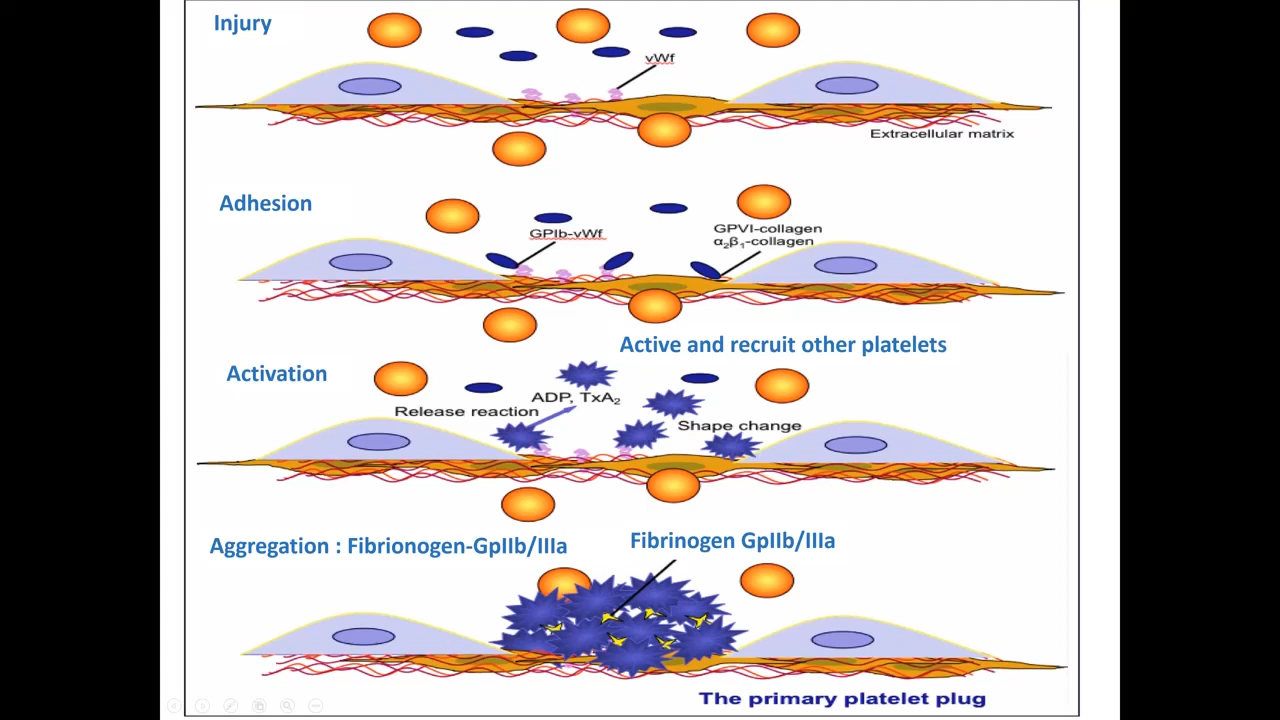 Injury
vWf
Extracellular matrix
Adhesion
GPIb-vWf
GPVI-collagen
α₂β₁-collagen
Active and recruit other platelets
Activation
ADP, TxA₂
Release reaction
Shape change
Aggregation : Fibrionogen-GpIIb/IIIa
Fibrinogen GpIIb/IIIa
The primary platelet plug